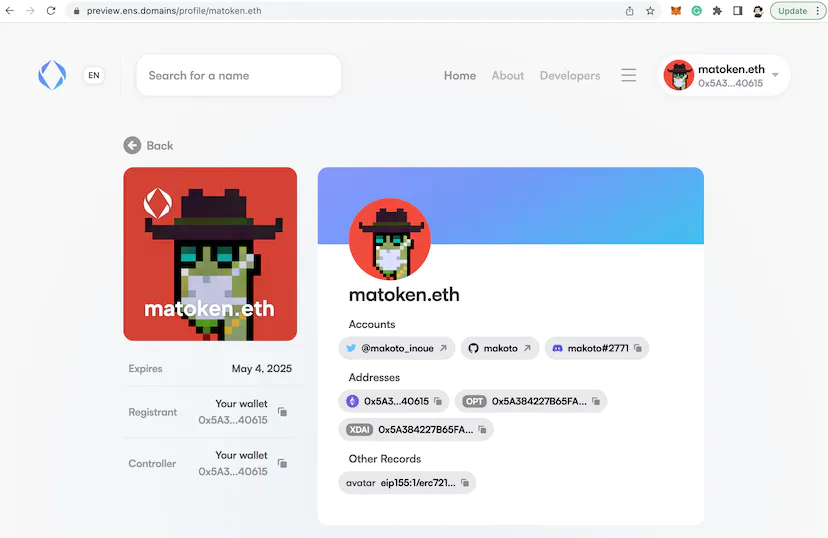 preview.ens.domains/profile/matoken.eth
Update
EN
Search for a name
Home
About
Developers
matoken.eth
0x5A3...40615
Back
matoken.eth
Expires
May 4, 2025
Registrant
Your wallet
0x5A3...40615
Controller
Your wallet
0x5A3...40615
matoken.eth
Accounts
@makoto_inoue
makoto
makoto#2771
Addresses
0x5A3...40615
OPT 0x5A384227B65FA...
XDAI 0x5A384227B65FA...
Other Records
avatar eip155:1/erc721...